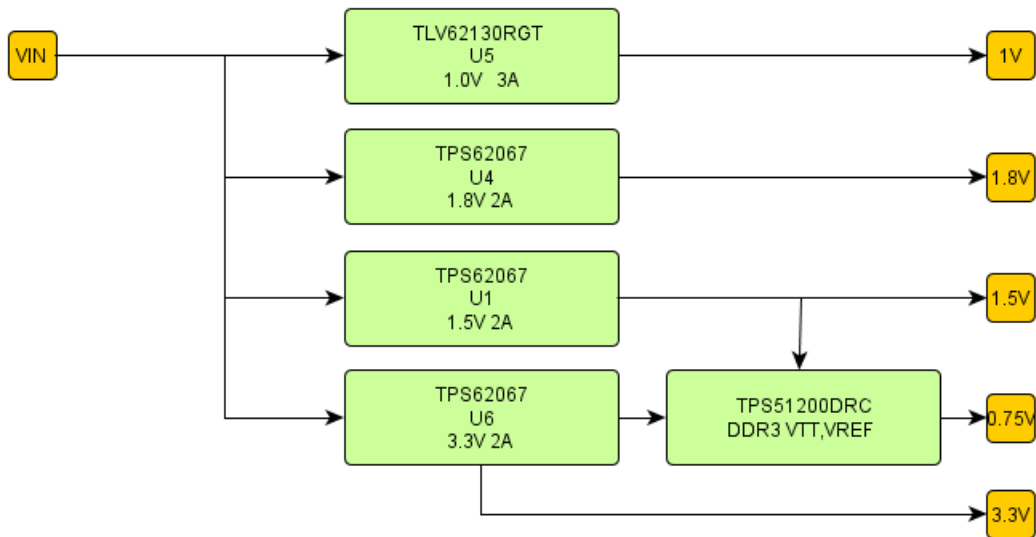 VIN
TLV62130RGT
U5
1.0V 3A
1V
TPS62067
U4
1.8V 2A
1.8V
TPS62067
U1
1.5V 2A
1.5V
TPS62067
U6
3.3V 2A
TPS51200DRC
DDR3 VTT,VREF
0.75V
3.3V